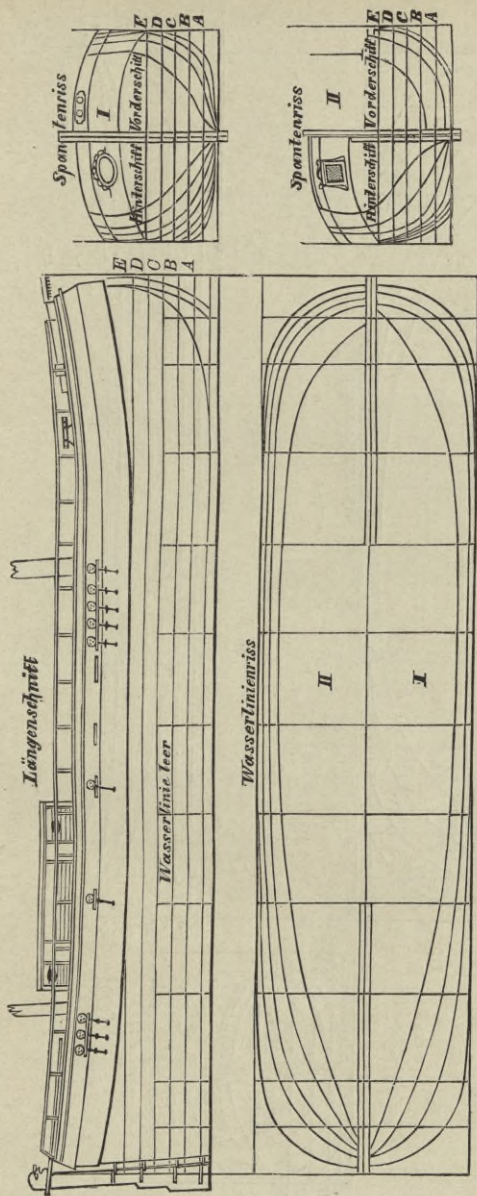 Längenschnitt
Wasserlinie leer
E
D
C
B
A
Spantenriss
I
Hinterschiff Vorderschiff
E
D
C
B
A
Wasserlinienriss
II
I
Spantenriss
II
Hinterschiff Vorderschiff
E
D
C
B
A